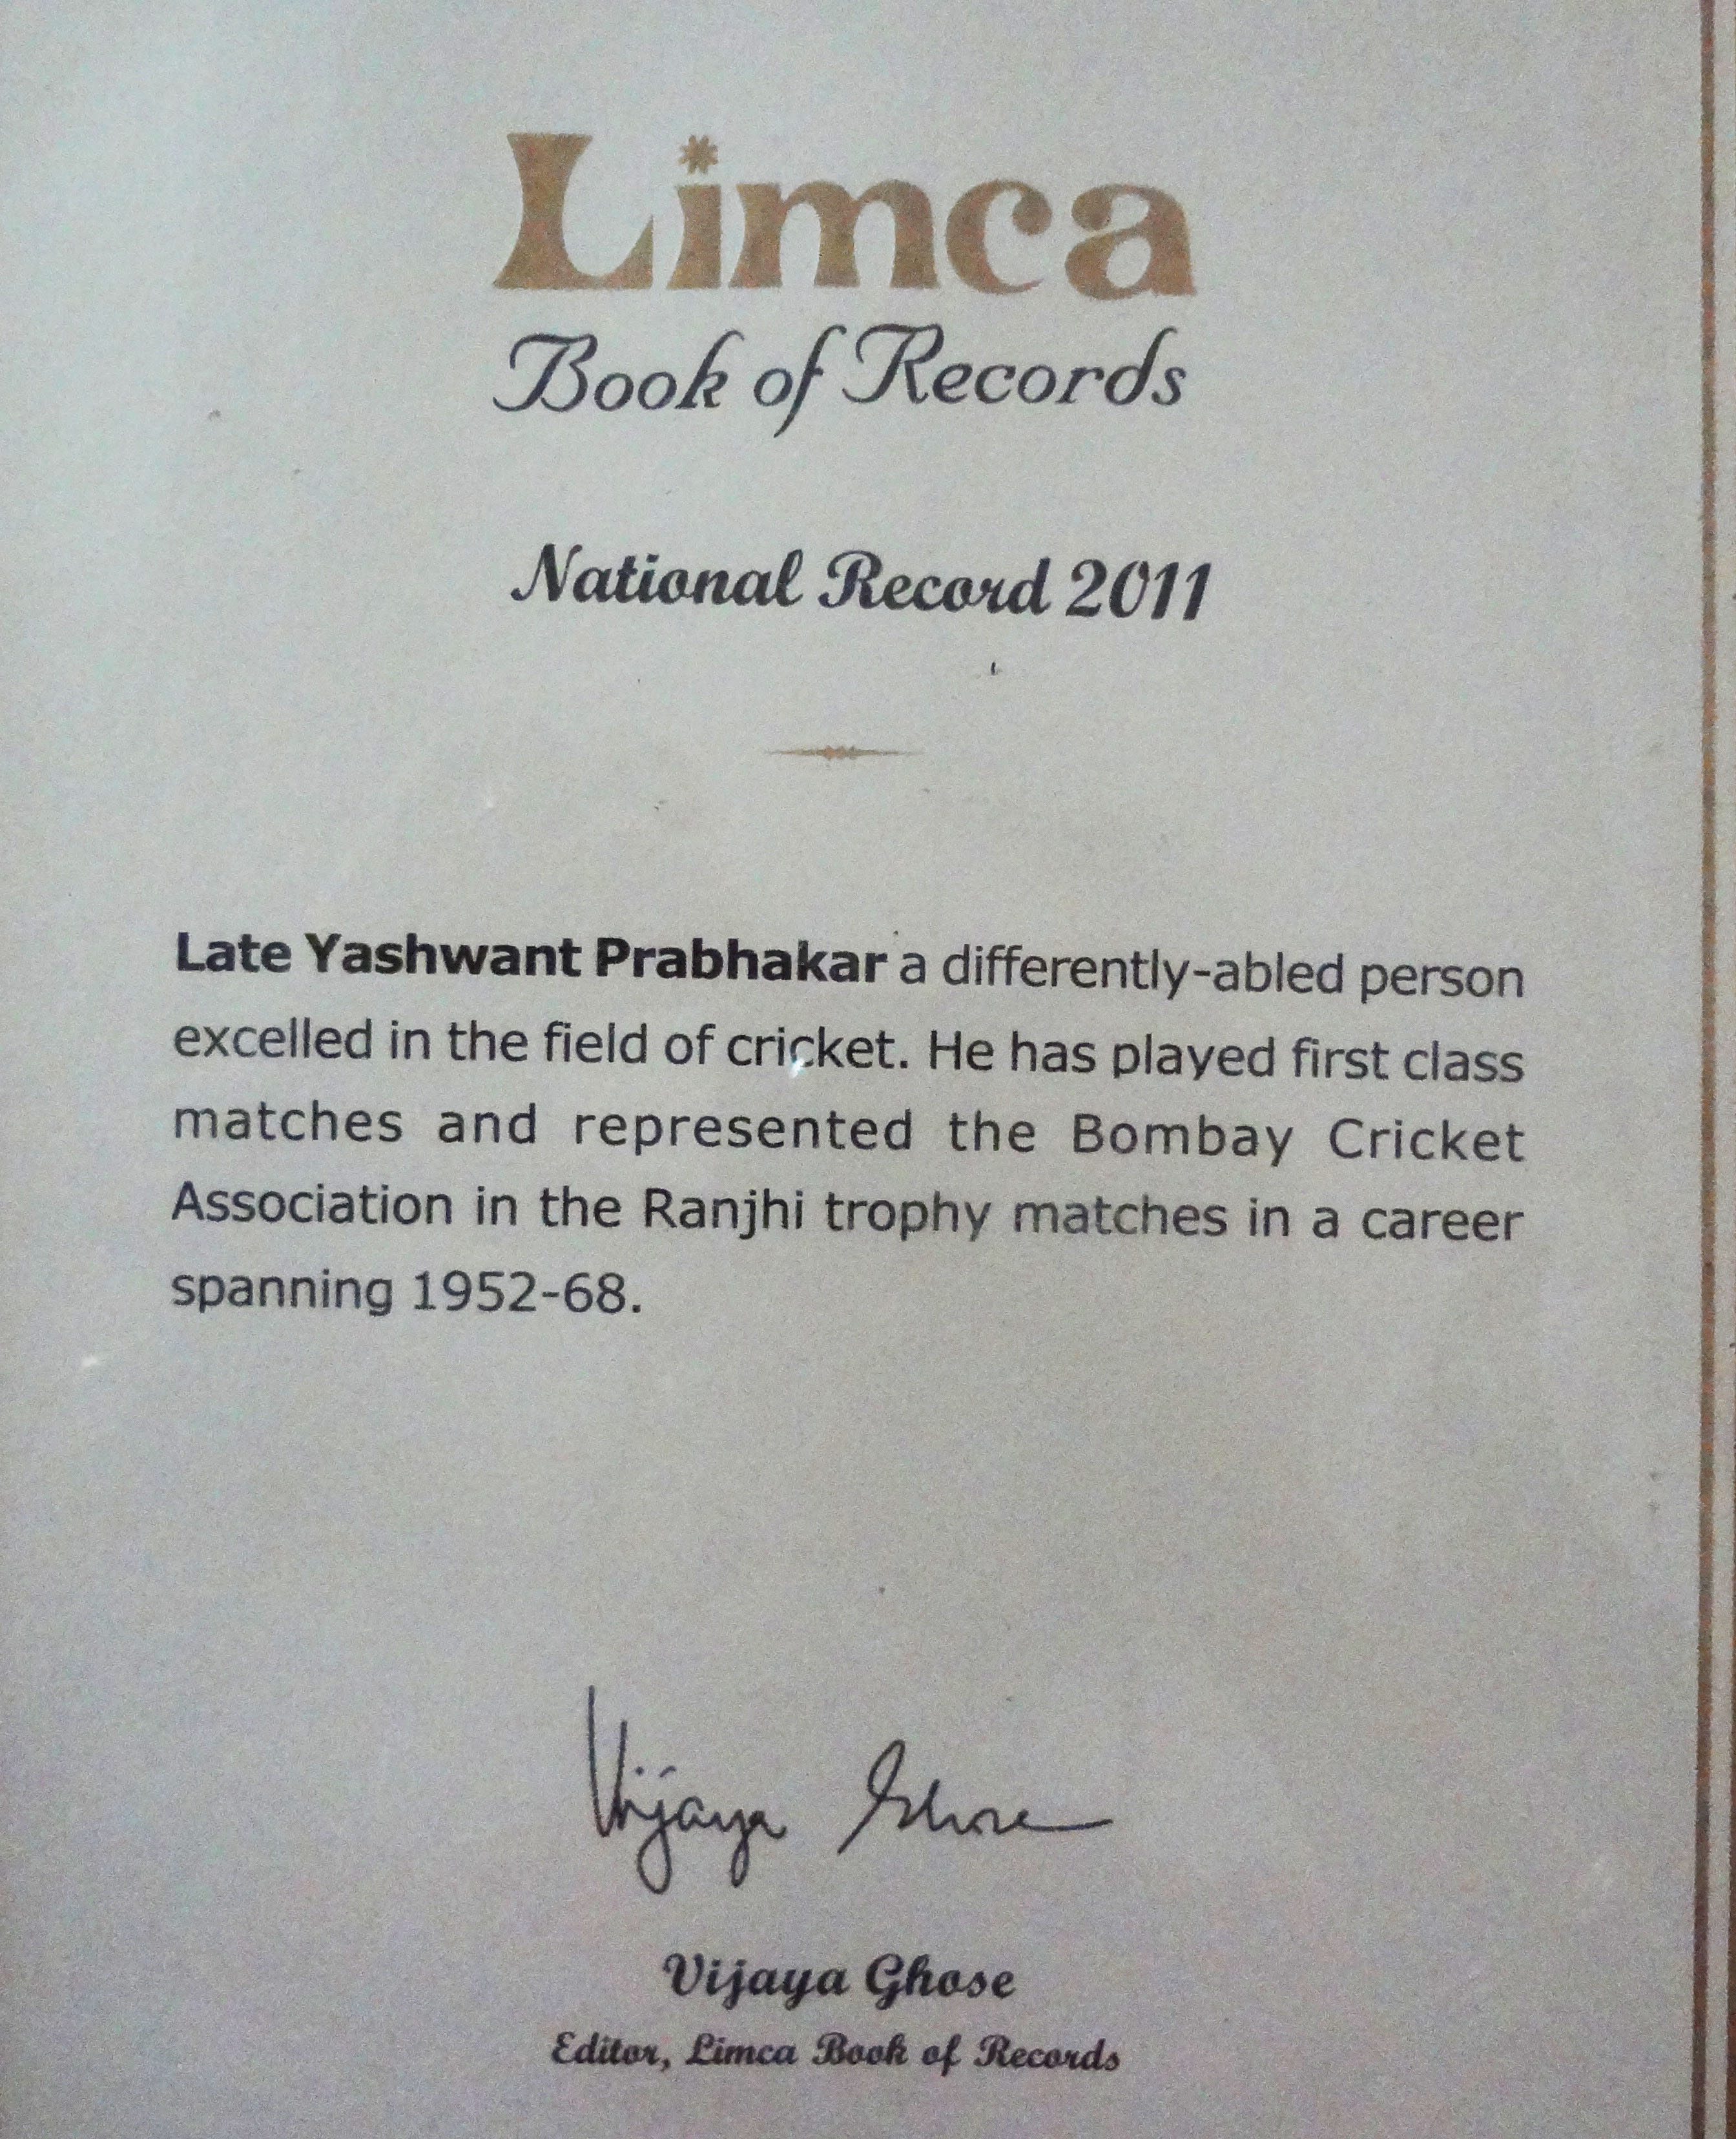 Limca
Book of Records
National Record 2011
Late Yashwant Prabhakar a differently-abled person
excelled in the field of cricket. He has played first class
matches and represented the Bombay Cricket
Association in the Ranjhi trophy matches in a career
spanning 1952-68.
Vijaya Ghose
Vijaya Ghose
Editor, Limca Book of Records